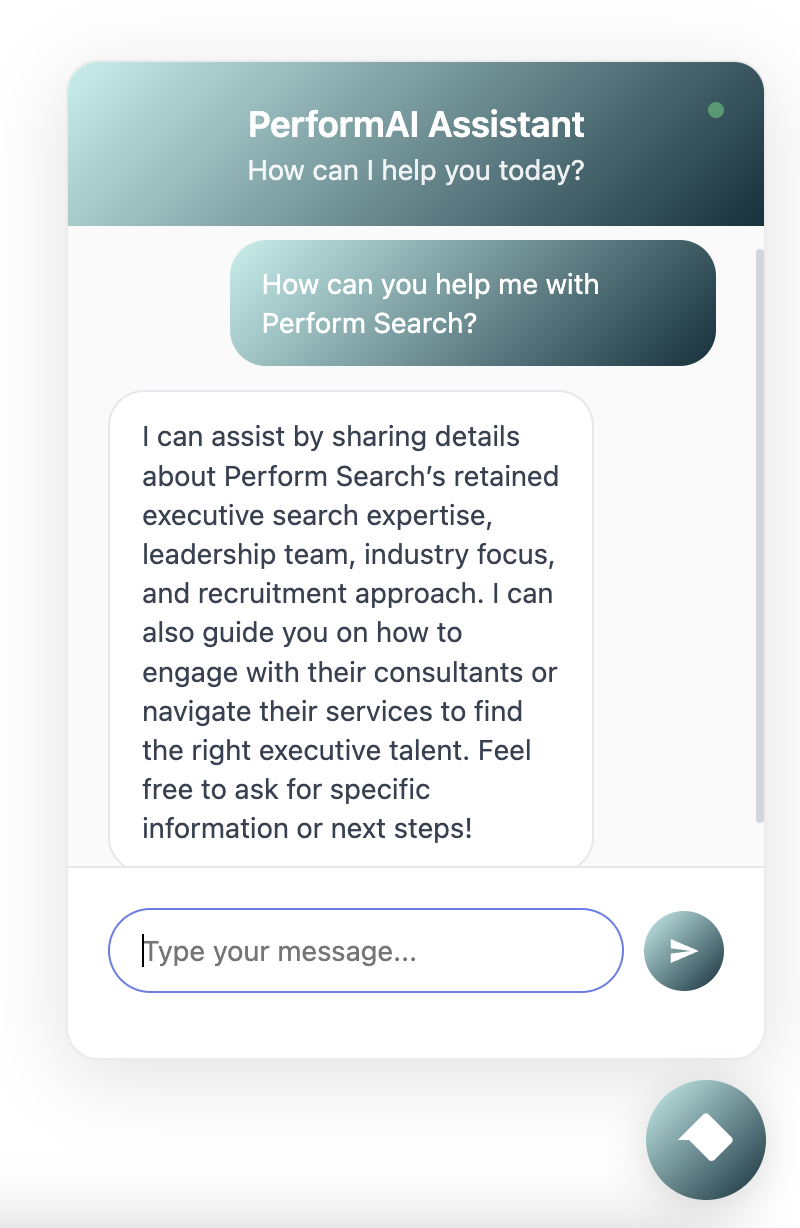 PerformAI Assistant
How can I help you today?
How can you help me with
Perform Search?
I can assist by sharing details
about Perform Search’s retained
executive search expertise,
leadership team, industry focus,
and recruitment approach. I can
also guide you on how to
engage with their consultants or
navigate their services to find
the right executive talent. Feel
free to ask for specific
information or next steps!
Type your message...